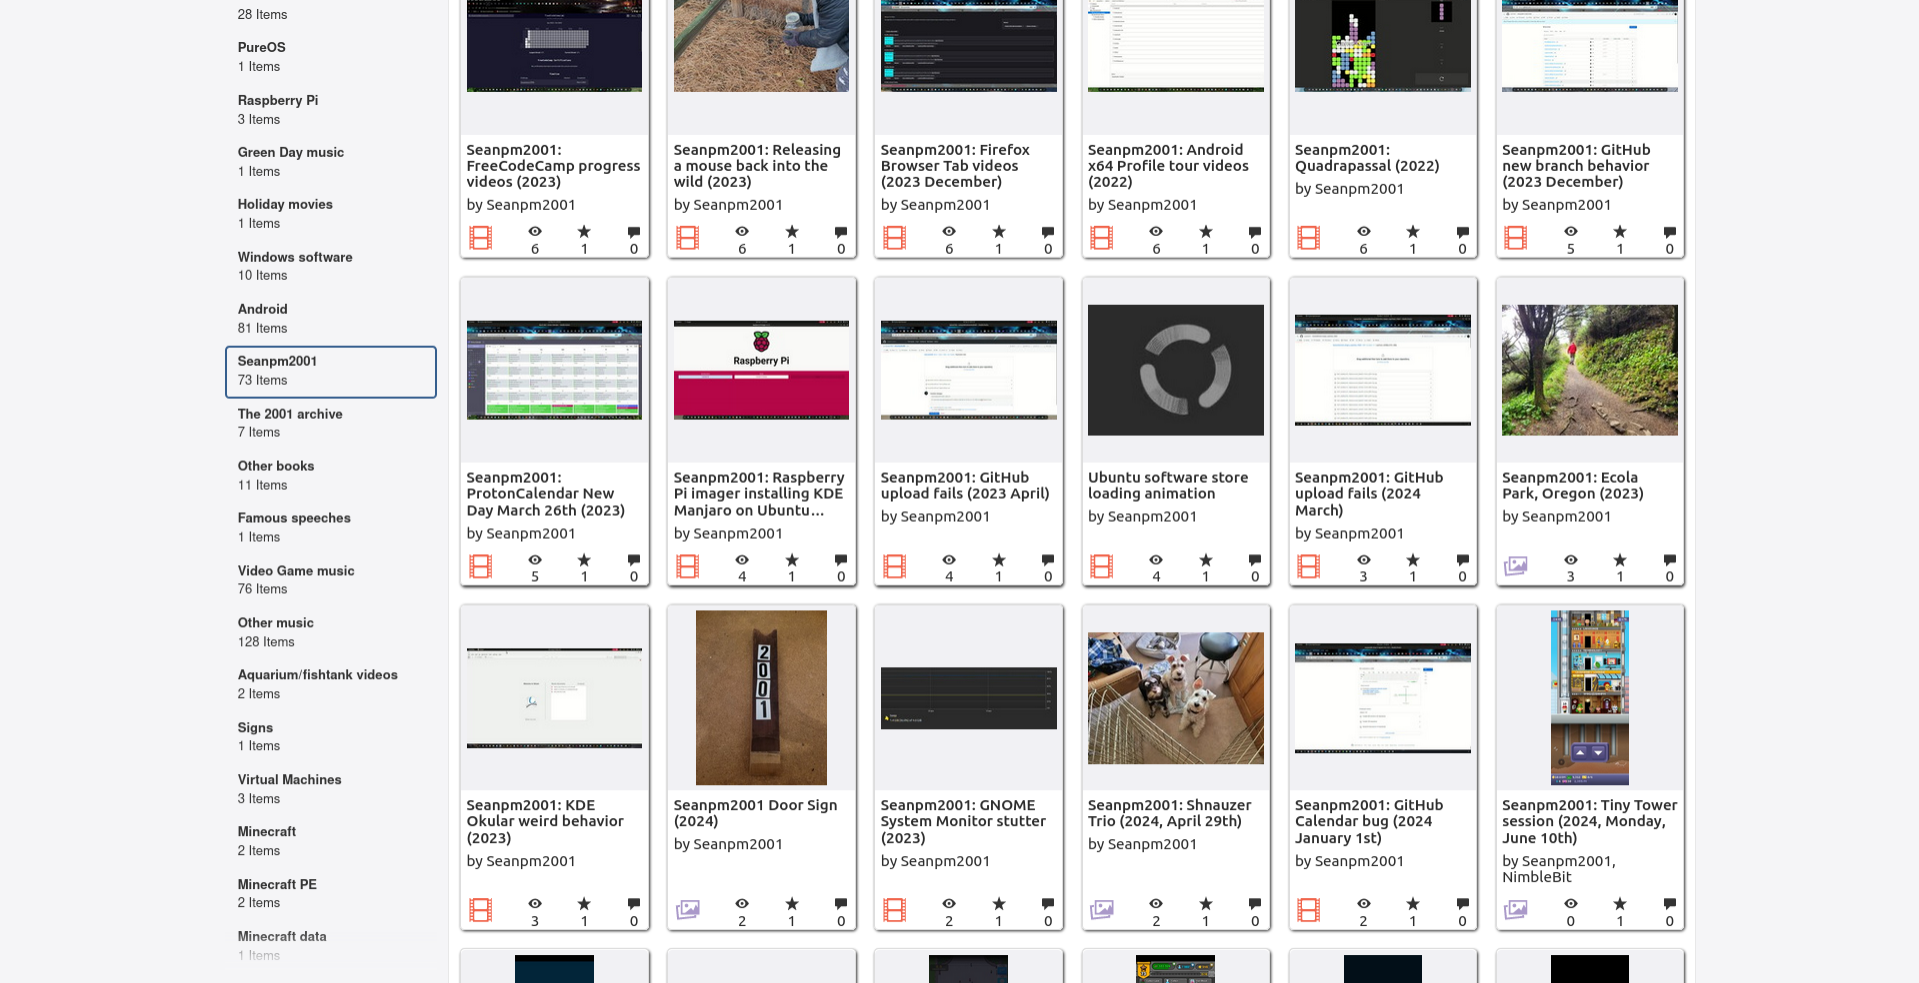 28 Items
PureOS
1 Items
Raspberry Pi
3 Items
Green Day music
1 Items
Holiday movies
1 Items
Windows software
10 Items
Android
81 Items
Seanpm2001
73 Items
The 2001 archive
7 Items
Other books
11 Items
Famous speeches
1 Items
Video Game music
76 Items
Other music
128 Items
Aquarium/fishtank videos
2 Items
Signs
1 Items
Virtual Machines
3 Items
Minecraft
2 Items
Minecraft PE
2 Items
Minecraft data
1 Items
Seanpm2001:
FreeCodeCamp progress
videos (2023)
by Seanpm2001
6 1 0
Seanpm2001: Releasing
a mouse back into the
wild (2023)
by Seanpm2001
6 1 0
Seanpm2001: Firefox
Browser Tab videos
(2023 December)
by Seanpm2001
6 1 0
Seanpm2001: Android
x64 Profile tour videos
(2022)
by Seanpm2001
6 1 0
Seanpm2001:
Quadrapassal (2022)
by Seanpm2001
6 1 0
Seanpm2001: GitHub
new branch behavior
(2023 December)
by Seanpm2001
5 1 0
Seanpm2001:
ProtonCalendar New
Day March 26th (2023)
by Seanpm2001
5 1 0
Raspberry Pi
Seanpm2001: Raspberry
Pi imager installing KDE
Manjaro on Ubuntu...
by Seanpm2001
4 1 0
Seanpm2001: GitHub
upload fails (2023 April)
by Seanpm2001
4 1 0
Ubuntu software store
loading animation
by Seanpm2001
4 1 0
Seanpm2001: GitHub
upload fails (2024
March)
by Seanpm2001
3 1 0
Seanpm2001: Ecola
Park, Oregon (2023)
by Seanpm2001
3 1 0
Seanpm2001: KDE
Okular weird behavior
(2023)
by Seanpm2001
3 1 0
2001
Seanpm2001 Door Sign
(2024)
by Seanpm2001
2 1 0
Seanpm2001: GNOME
System Monitor stutter
(2023)
by Seanpm2001
2 1 0
Seanpm2001: Shnauzer
Trio (2024, April 29th)
by Seanpm2001
2 1 0
Seanpm2001: GitHub
Calendar bug (2024
January 1st)
by Seanpm2001
2 1 0
Seanpm2001: Tiny Tower
session (2024, Monday,
June 10th)
by Seanpm2001,
NimbleBit
0 1 0